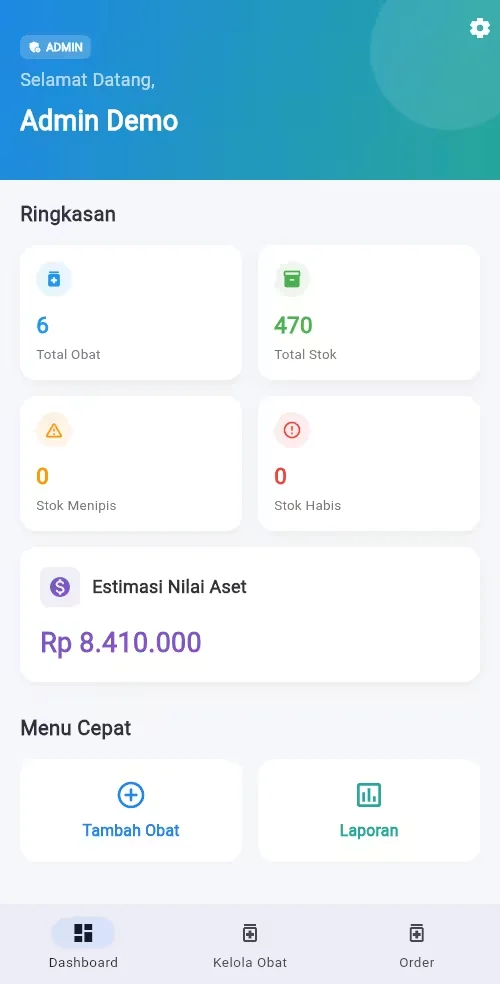 ADMIN
Selamat Datang,
Admin Demo
Ringkasan
6
Total Obat
470
Total Stok
0
Stok Menipis
0
Stok Habis
Estimasi Nilai Aset
Rp 8.410.000
Menu Cepat
Tambah Obat
Laporan
Dashboard
Kelola Obat
Order